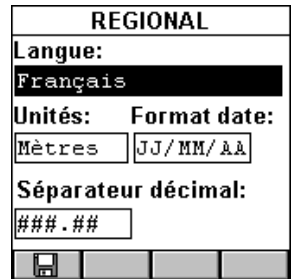 REGIONAL
Langue:
Français
Unités: Format date:
Mètres JJ/MM/AA
Séparateur décimal:
###.##